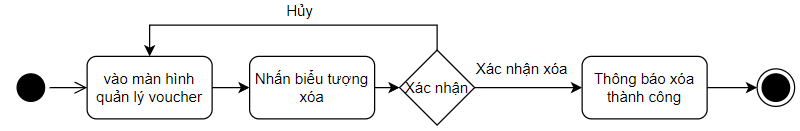 Hủy
vào màn hình
quản lý voucher
Nhấn biểu tượng
xóa
Xác nhận
Xác nhận xóa
Thông báo xóa
thành công